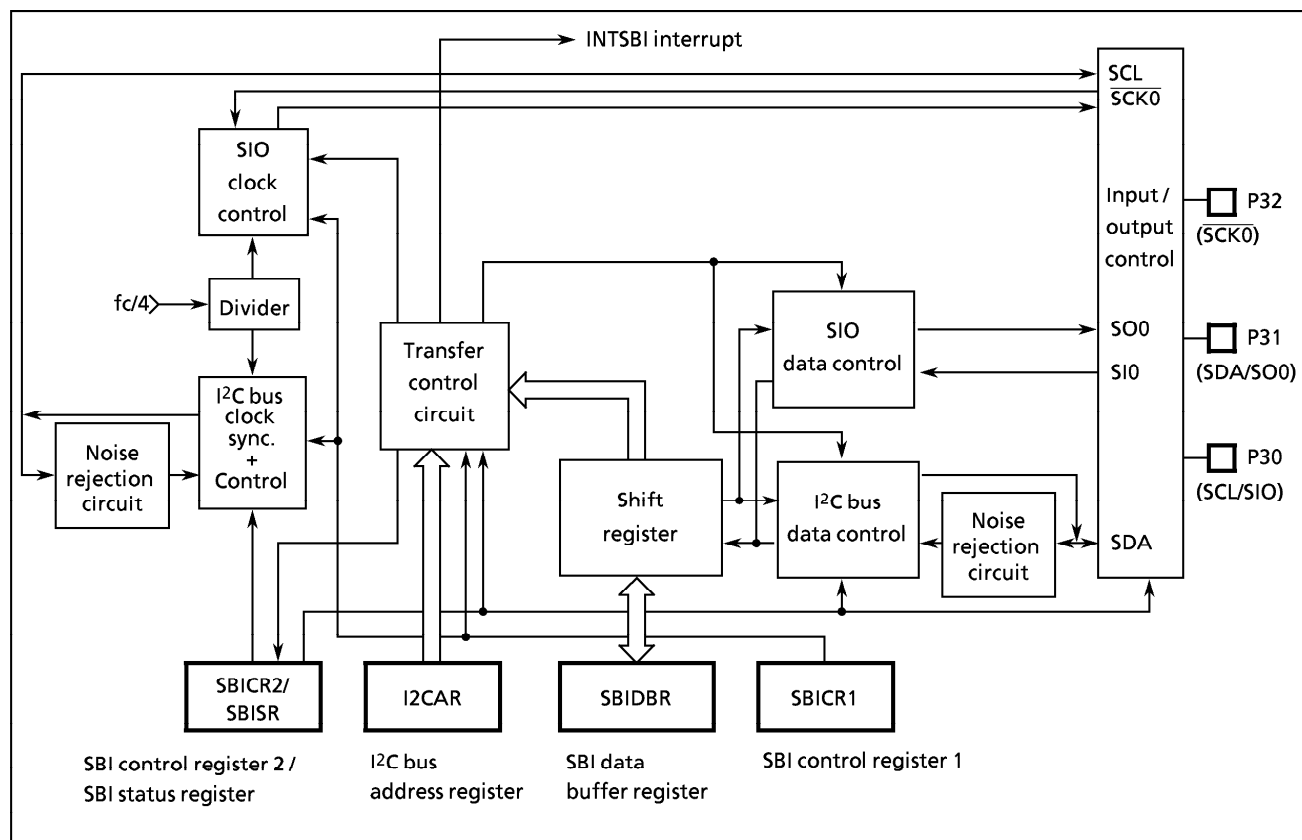 INTSBI interrupt
SCL
SCK0
SIO
clock
control
Input /
output
control
P32
(SCK0)
fc/4
Divider
Transfer
control
circuit
SIO
data control
SO0
SI0
P31
(SDA/SO0)
I²C bus
clock
sync.
+
Control
Noise
rejection
circuit
Shift
register
I²C bus
data control
Noise
rejection
circuit
SDA
P30
(SCL/SIO)
SBICR2/
SBISR
I2CAR
SBIDBR
SBICR1
SBI control register 2 /
SBI status register
I²C bus
address register
SBI data
buffer register
SBI control register 1